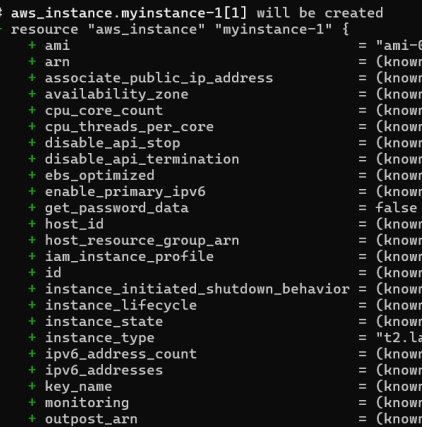 # aws_instance.myinstance-1[1] will be created
+ resource "aws_instance" "myinstance-1" {
+ ami = "ami-0
+ arn = (known
+ associate_public_ip_address = (known
+ availability_zone = (known
+ cpu_core_count = (known
+ cpu_threads_per_core = (known
+ disable_api_stop = (known
+ disable_api_termination = (known
+ ebs_optimized = (known
+ enable_primary_ipv6 = (known
+ get_password_data = false
+ host_id = (known
+ host_resource_group_arn = (known
+ iam_instance_profile = (known
+ id = (known
+ instance_initiated_shutdown_behavior = (known
+ instance_lifecycle = (known
+ instance_state = (known
+ instance_type = "t2.la
+ ipv6_address_count = (known
+ ipv6_addresses = (known
+ key_name = (known
+ monitoring = (known
+ outpost_arn = (known